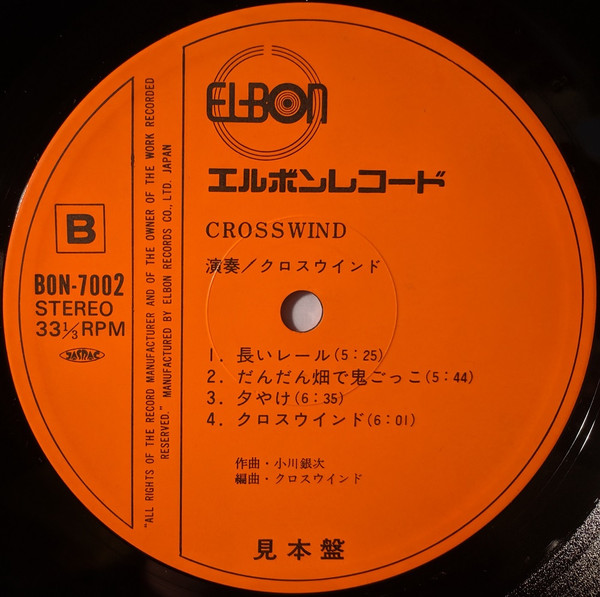 ELBON
エルボンレコード
CROSSWIND
演奏／クロスウインド
B
BON-7002
STEREO
33⅓RPM
JASRAC
"ALL RIGHTS OF THE RECORD MANUFACTURER AND OF THE OWNER OF THE WORK RECORDED
RESERVED." MANUFACTURED BY ELBON RECORDS CO., LTD. JAPAN
1. 長いレール(5:25)
2. だんだん畑で鬼ごっこ(5:44)
3. 夕やけ(6:35)
4. クロスウインド(6:01)
作曲・小川銀次
編曲・クロスウインド
見本盤